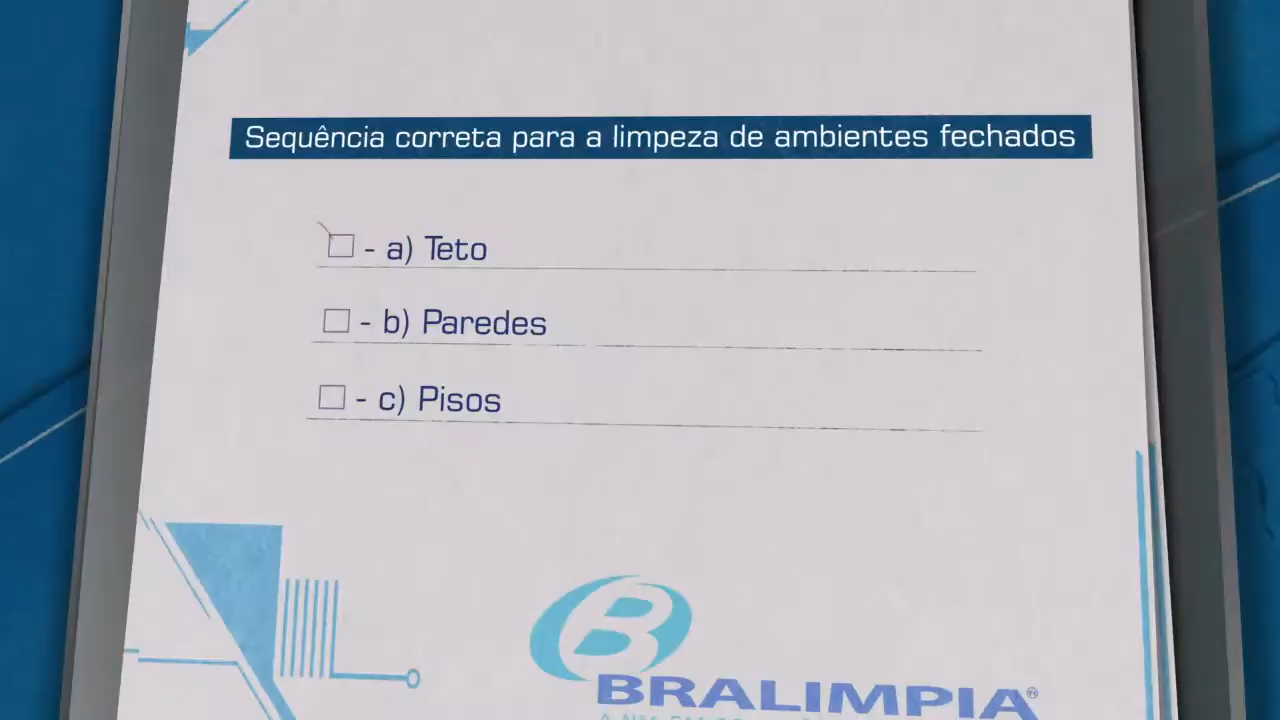 Sequência correta para a limpeza de ambientes fechados
- a) Teto
- b) Paredes
- c) Pisos
B
BRALIMPIA®